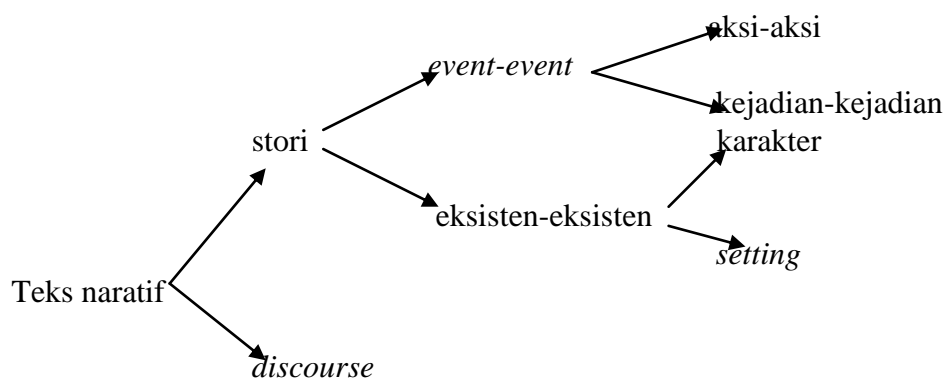 aksi-aksi
event-event
kejadian-kejadian
stori
karakter
eksisten-eksisten
setting
Teks naratif
discourse